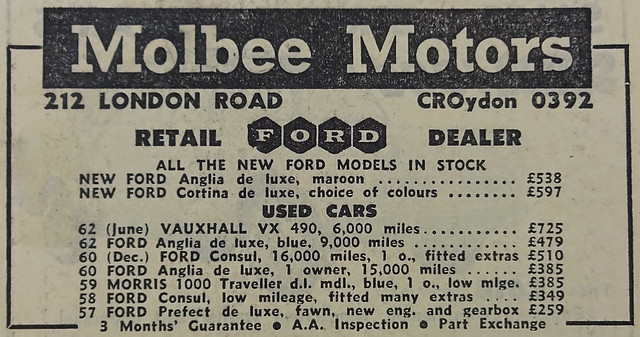 Molbee Motors
212 LONDON ROAD CROydon 0392
RETAIL FORD DEALER
ALL THE NEW FORD MODELS IN STOCK
NEW FORD Anglia de luxe, maroon ................ £538
NEW FORD Cortina de luxe, choice of colours ........ £597
USED CARS
62 (June) VAUXHALL VX 490, 6,000 miles........... £725
62 FORD Anglia de luxe, blue, 9,000 miles ............ £479
60 (Dec.) FORD Consul, 16,000 miles, 1 o., fitted extras £510
60 FORD Anglia de luxe, 1 owner, 15,000 miles ...... £385
59 MORRIS 1000 Traveller d.l. mdl., blue, 1 o., low mlge. £385
58 FORD Consul, low mileage, fitted many extras .... £349
57 FORD Prefect de luxe, fawn, new eng. and gearbox £259
3 Months' Guarantee ● A.A. Inspection ● Part Exchange